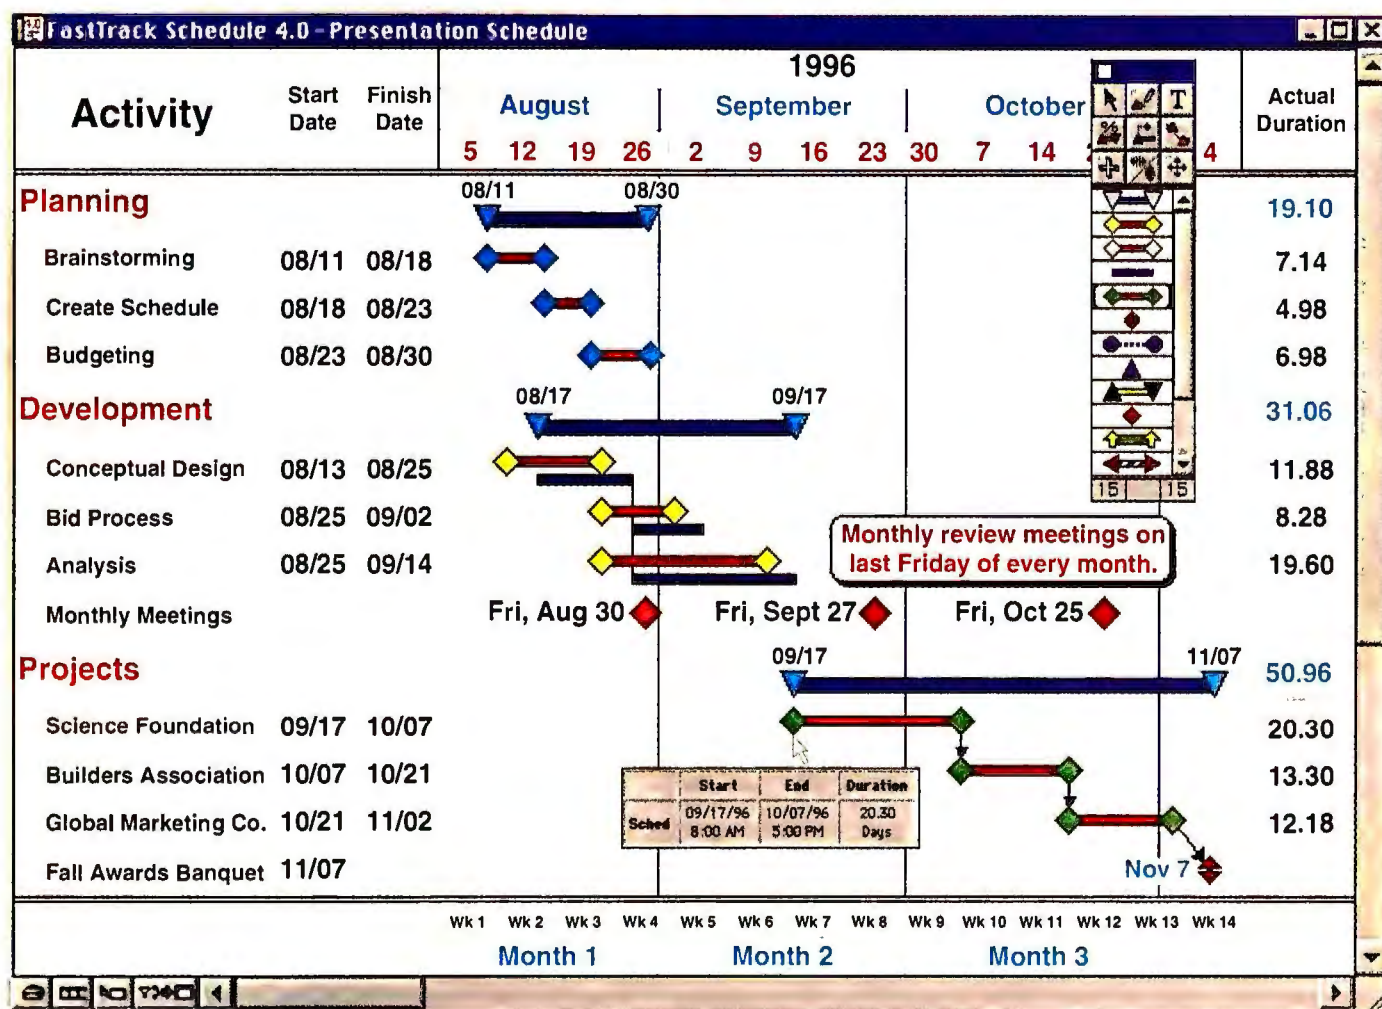 FastTrack Schedule 4.0 - Presentation Schedule
1996
Activity Start Date Finish Date August September October Actual Duration
5 12 19 26 2 9 16 23 30 7 14 4
08/11 08/30
Planning 19.10
Brainstorming 08/11 08/18 7.14
Create Schedule 08/18 08/23 4.98
Budgeting 08/23 08/30 6.98
08/17 09/17
Development 31.06
Conceptual Design 08/13 08/25 11.88
15 15
Bid Process 08/25 09/02 8.28
Monthly review meetings on
last Friday of every month.
Analysis 08/25 09/14 19.60
Monthly Meetings Fri, Aug 30 Fri, Sept 27 Fri, Oct 25
09/17 11/07
Projects 50.96
Science Foundation 09/17 10/07 20.30
Builders Association 10/07 10/21 13.30
Start End Duration
Sched 09/17/96 10/07/96 20.30
8:00 AM 5:00 PM Days
Global Marketing Co. 10/21 11/02 12.18
Fall Awards Banquet 11/07 Nov 7
Wk 1 Wk 2 Wk 3 Wk 4 Wk 5 Wk 6 Wk 7 Wk 8 Wk 9 Wk 10 Wk 11 Wk 12 Wk 13 Wk 14
Month 1 Month 2 Month 3